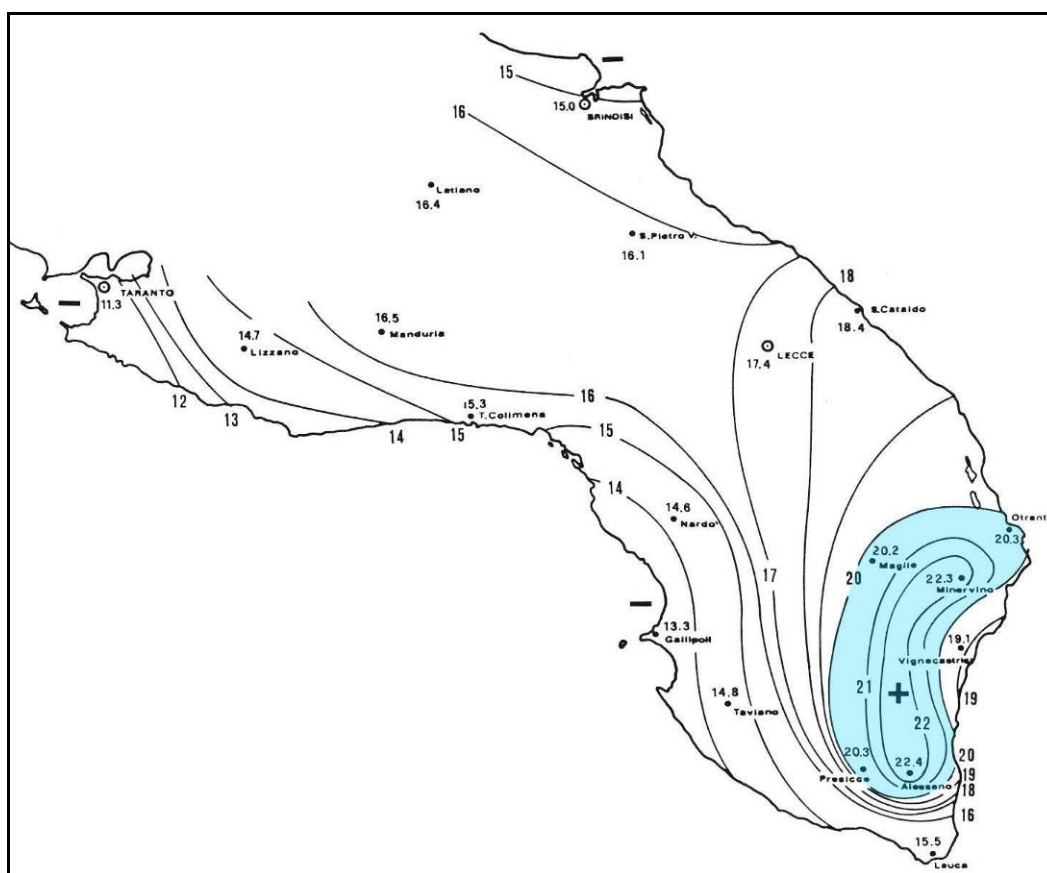 15
15.0
BRINDISI
16
Latiano
16.4
S.Pietro V.
16.1
18
S.Cataldo
18.4
TARANTO
11.3
16.5
Manduria
14.7
Lizzano
LECCE
17.4
12
13
14
15
15.3
T.Colimena
16
15
14
14.6
Nardo'
Otrant
20.3
20.2
Maglie
20
17
22.3
Minervino
13.3
Gallipoli
19.1
19
21
+
22
14.8
Taviano
20.3
Presicce
22.4
Alessano
20
19
18
16
15.5
Leuca